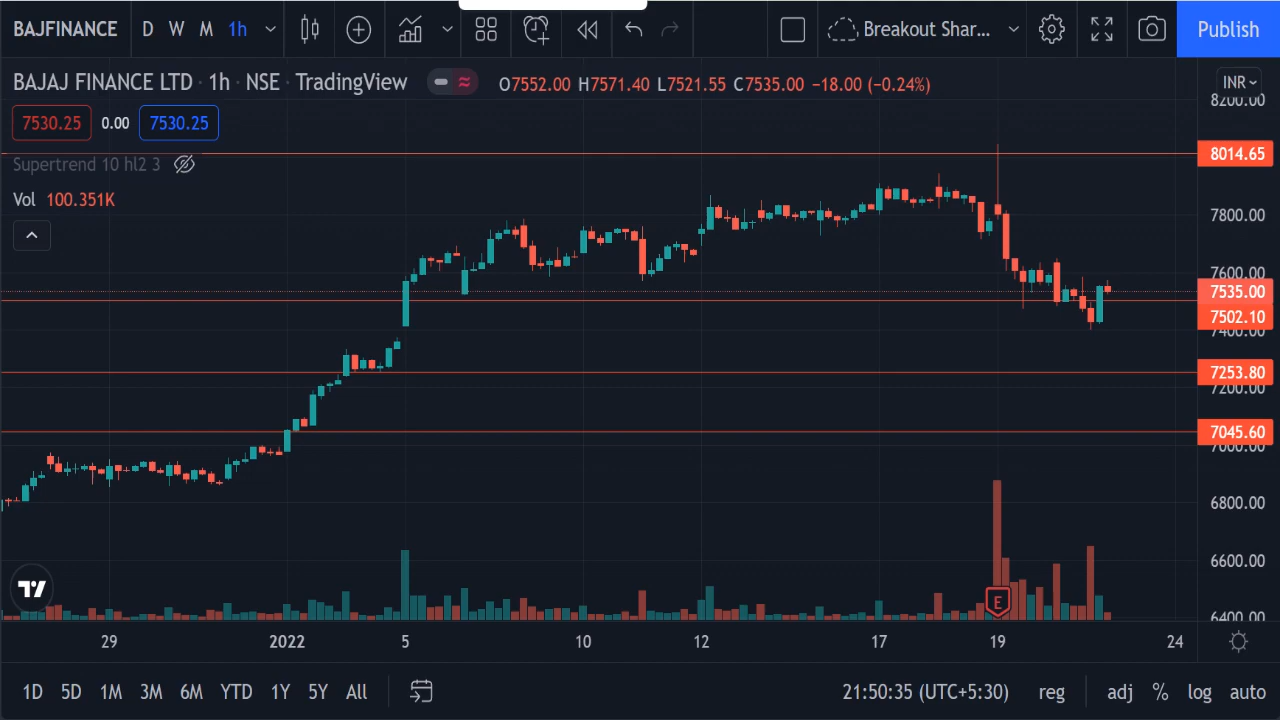 BAJFINANCE D W M 1h Breakout Shar... Publish
BAJAJ FINANCE LTD · 1h · NSE · TradingView O7552.00 H7571.40 L7521.55 C7535.00 −18.00 (−0.24%) INR
7530.25 0.00 7530.25
Supertrend 10 hl2 3
Vol 100.351K
8200.00
8014.65
7800.00
7600.00
7535.00
7502.10
7400.00
7253.80
7200.00
7045.60
7000.00
6800.00
6600.00
6400.00
E
29 2022 5 10 12 17 19 24
1D 5D 1M 3M 6M YTD 1Y 5Y All 21:50:35 (UTC+5:30) reg adj % log auto